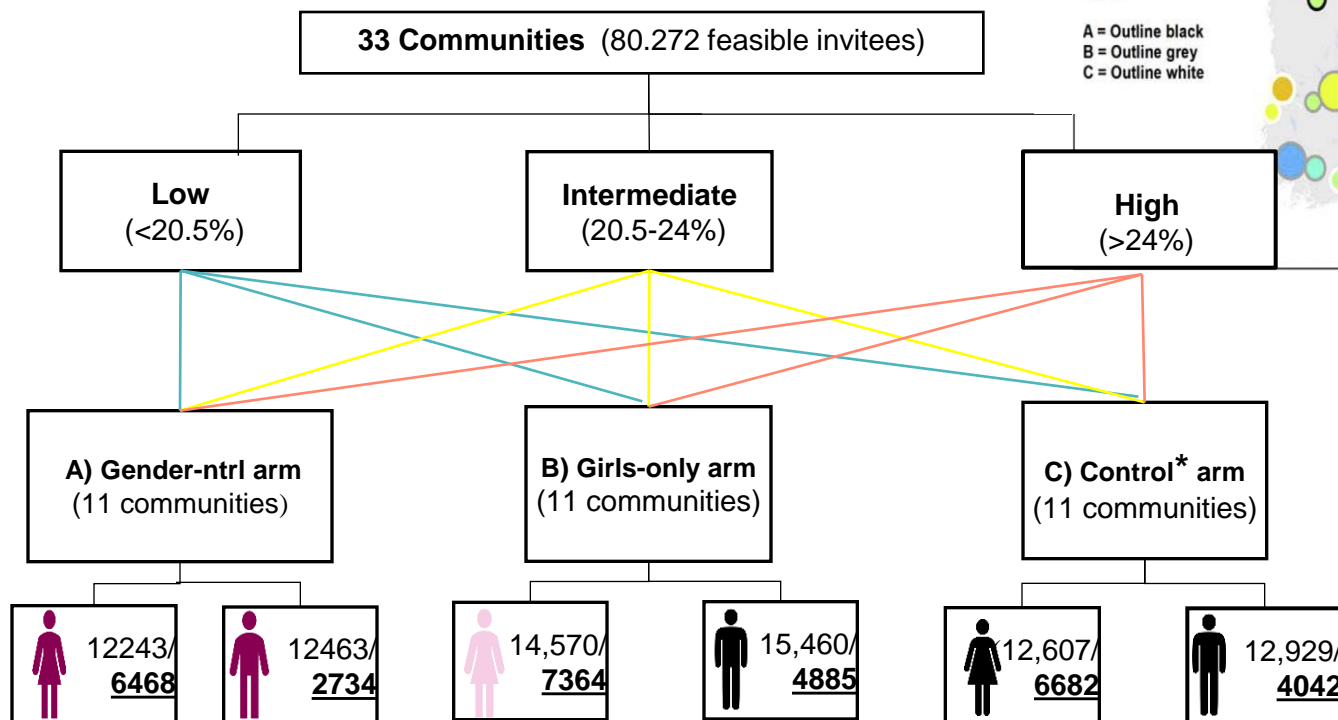 33 Communities (80.272 feasible invitees)
A = Outline black
B = Outline grey
C = Outline white
Low
(<20.5%)
Intermediate
(20.5-24%)
High
(>24%)
A) Gender-ntrl arm
(11 communities)
B) Girls-only arm
(11 communities)
C) Control* arm
(11 communities)
12243/
6468
12463/
2734
14,570/
7364
15,460/
4885
12,607/
6682
12,929/
4042